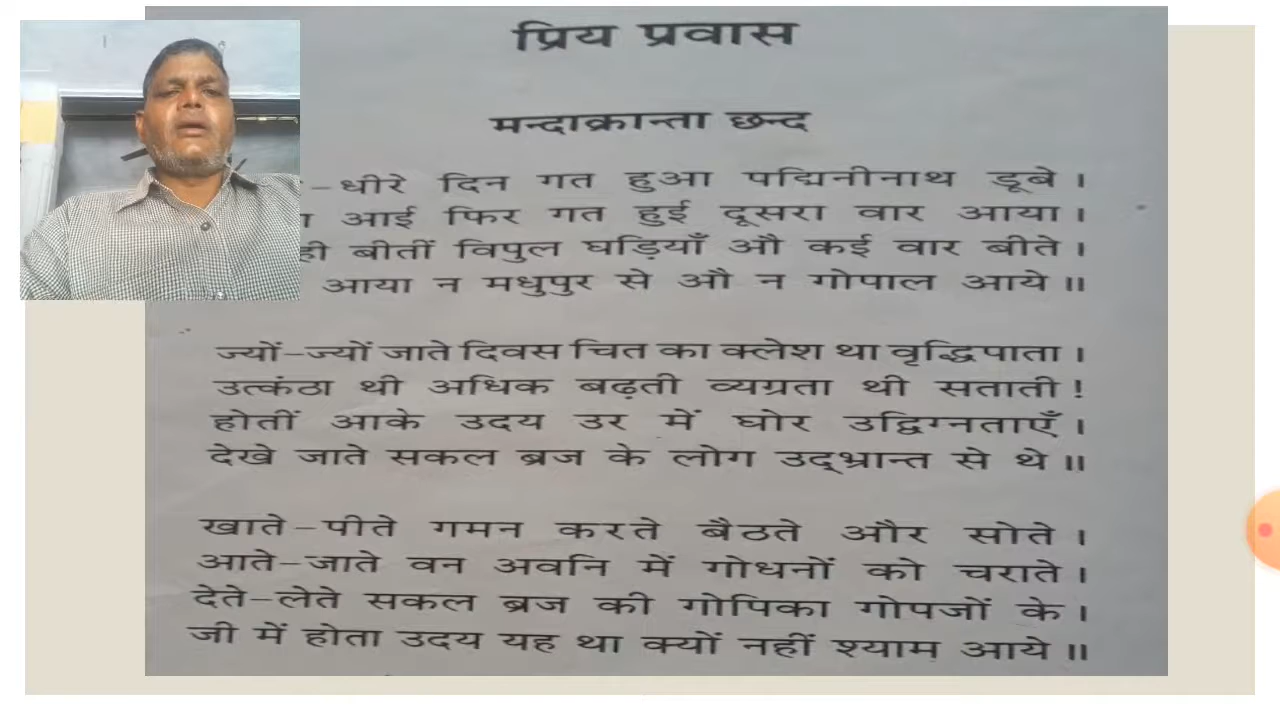 प्रिय प्रवास
मन्दाक्रान्ता छन्द
–धीरे दिन गत हुआ पद्मिनीनाथ डूबे ।
आई फिर गत हुई दूसरा वार आया ।
बीतीं विपुल घड़ियाँ औ कई वार बीते ।
आया न मधुपुर से औ न गोपाल आये ॥
ज्यों–ज्यों जाते दिवस चित का क्लेश था वृद्धि पाता ।
उत्कंठा थी अधिक बढ़ती व्यग्रता थी सताती !
होतीं आके उदय उर में घोर उद्विग्नताएँ ।
देखे जाते सकल ब्रज के लोग उद्भ्रान्त से थे ॥
खाते–पीते गमन करते बैठते और सोते ।
आते–जाते वन अवनि में गोधनों को चराते ।
देते–लेते सकल ब्रज की गोपिका गोपजों के ।
जी में होता उदय यह था क्यों नहीं श्याम आये ॥